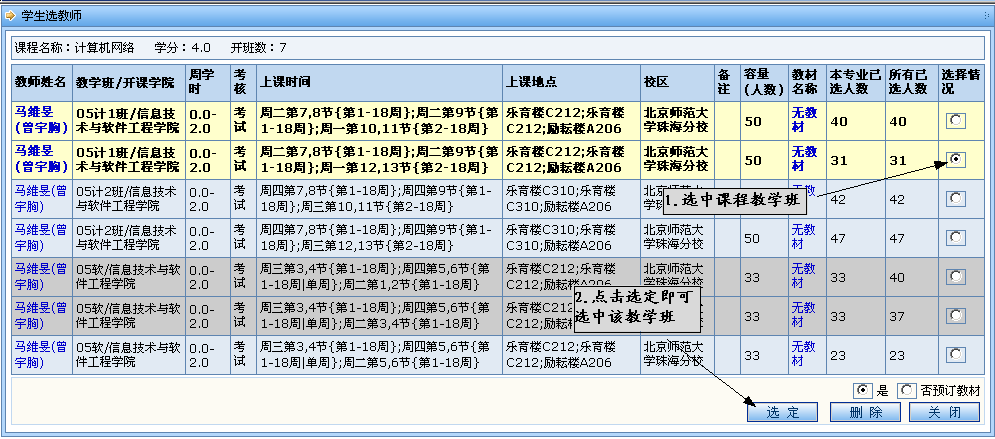 学生选教师
课程名称：计算机网络 学分：4.0 开班数：7
教师姓名 教学班/开课学院 周学时 考核 上课时间 上课地点 校区 备注 容量(人数) 教材名称 本专业已选人数 所有已选人数 选择情况
马维旻(曾宇胸) 05计1班/信息技术与软件工程学院 0.0-2.0 考试 周二第7,8节{第1-18周};周二第9节{第1-18周};周一第10,11节{第2-18周} 乐育楼C212;乐育楼C212;励耘楼A206 北京师范大学珠海分校 50 无教材 40 40
马维旻(曾宇胸) 05计1班/信息技术与软件工程学院 0.0-2.0 考试 周二第7,8节{第1-18周};周二第9节{第1-18周};周一第12,13节{第2-18周} 乐育楼C212;乐育楼C212;励耘楼A206 北京师范大学珠海分校 50 无教材 31 31
马维旻(曾宇胸) 05计2班/信息技术与软件工程学院 0.0-2.0 考试 周四第7,8节{第1-18周};周四第9节{第1-18周};周三第10,11节{第2-18周} 乐育楼C310;乐育楼C310;励耘楼A206 北京师范大 42 42
1.选中课程教学班
马维旻(曾宇胸) 05计2班/信息技术与软件工程学院 0.0-2.0 考试 周四第7,8节{第1-18周};周四第9节{第1-18周};周三第12,13节{第2-18周} 乐育楼C310;乐育楼C310;励耘楼A206 北京师范大学珠海分校 50 无教材 47 47
马维旻(曾宇胸) 05软/信息技术与软件工程学院 0.0-2.0 考试 周三第3,4节{第1-18周};周四第5,6节{第1-18周|单周};周二第1,2节{第1-18周} 乐育楼C212;乐育楼 北京师范大学珠海分校 33 无教材 33 40
2.点击选定即可
选中该教学班
马维旻(曾宇胸) 05软/信息技术与软件工程学院 0.0-2.0 考试 周三第3,4节{第1-18周};周四第5,6节{第1-18周|单周};周二第3,4节{第1-18周} 33 无教材 33 37
马维旻(曾宇胸) 05软/信息技术与软件工程学院 0.0-2.0 考试 周三第3,4节{第1-18周};周四第5,6节{第1-18周|单周};周二第5,6节{第1-18周} 乐育楼C212;乐育楼C212;励耘楼A206 北京师范大学珠海分校 33 无教材 23 23
是 否预订教材
选 定 删 除 关 闭